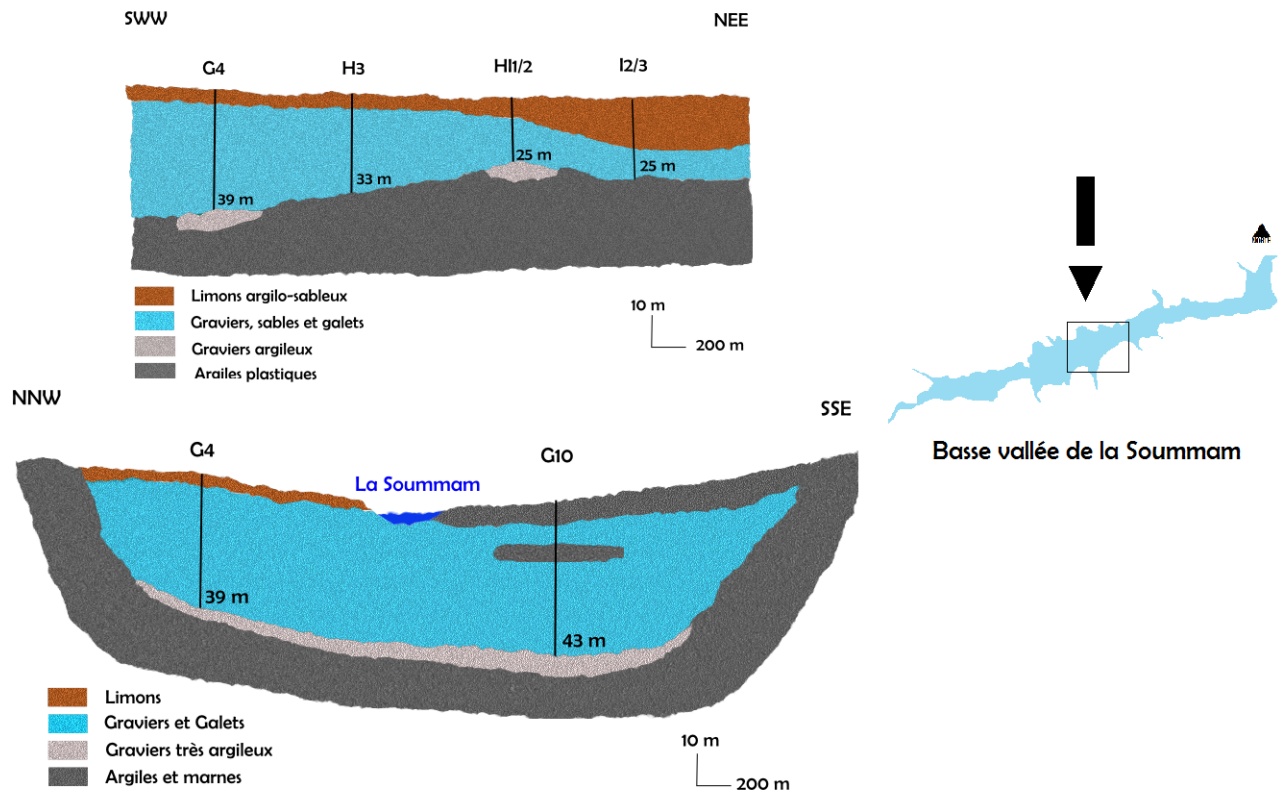 SWW
NEE
G4
H3
HI1/2
I2/3
39 m
33 m
25 m
25 m
Limons argilo-sableux
Graviers, sables et galets
Graviers argileux
Argiles plastiques
10 m
200 m
NNW
SSE
G4
G10
La Soummam
39 m
43 m
Limons
Graviers et Galets
Graviers très argileux
Argiles et marnes
10 m
200 m
Basse vallée de la Soummam